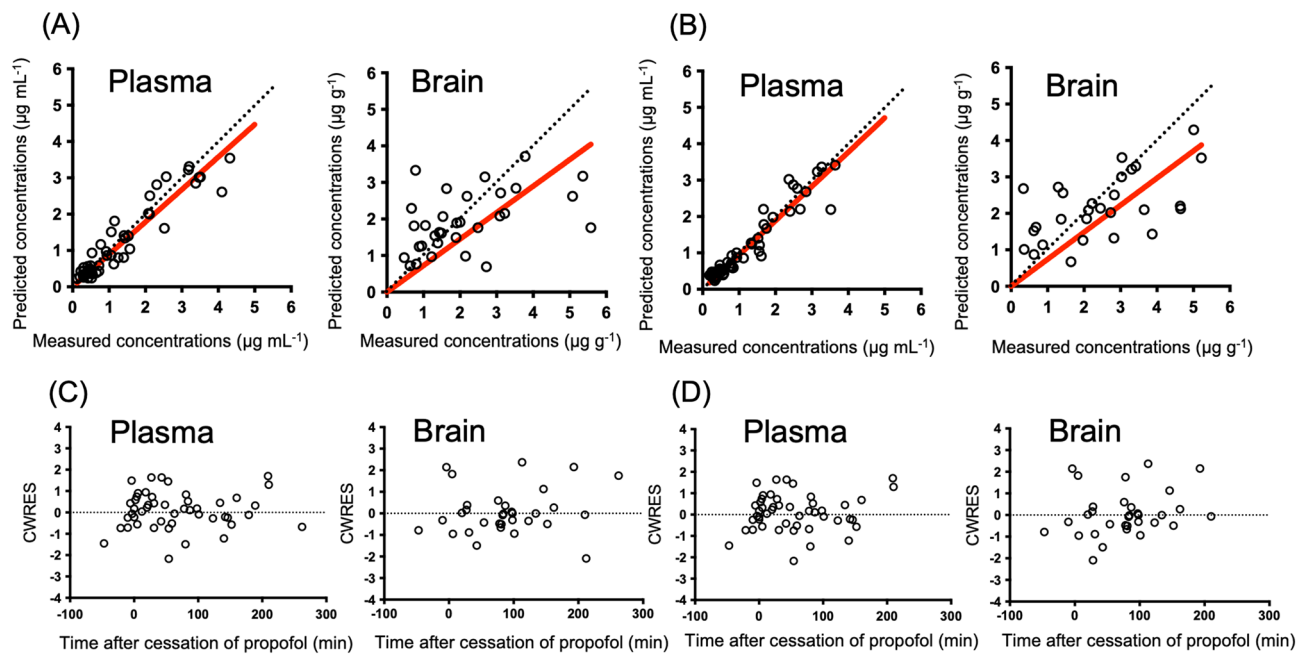 (A)
(B)
Plasma
Brain
Plasma
Brain
Predicted concentrations (µg mL-1)
6
5
4
3
2
1
0
0 1 2 3 4 5 6
Measured concentrations (µg mL-1)
Predicted concentrations (µg g-1)
6
5
4
3
2
1
0
0 1 2 3 4 5 6
Measured concentrations (µg g-1)
Predicted concentrations (µg mL-1)
6
5
4
3
2
1
0
0 1 2 3 4 5 6
Measured concentrations (µg mL-1)
Predicted concentrations (µg g-1)
6
5
4
3
2
1
0
0 1 2 3 4 5 6
Measured concentrations (µg g-1)
(C)
(D)
Plasma
Brain
Plasma
Brain
CWRES
4
3
2
1
0
-1
-2
-3
-4
-100 0 100 200 300
Time after cessation of propofol (min)
CWRES
4
3
2
1
0
-1
-2
-3
-4
-100 0 100 200 300
Time after cessation of propofol (min)
CWRES
4
3
2
1
0
-1
-2
-3
-4
-100 0 100 200 300
Time after cessation of propofol (min)
CWRES
4
3
2
1
0
-1
-2
-3
-4
-100 0 100 200 300
Time after cessation of propofol (min)